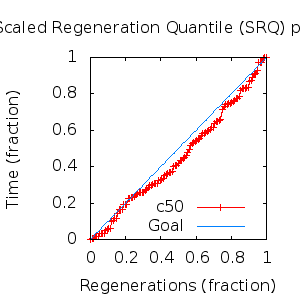 Scaled Regeneration Quantile (SRQ) p
1
0.8
0.6
0.4
0.2
0
Time (fraction)
c50
Goal
0 0.2 0.4 0.6 0.8 1
Regenerations (fraction)